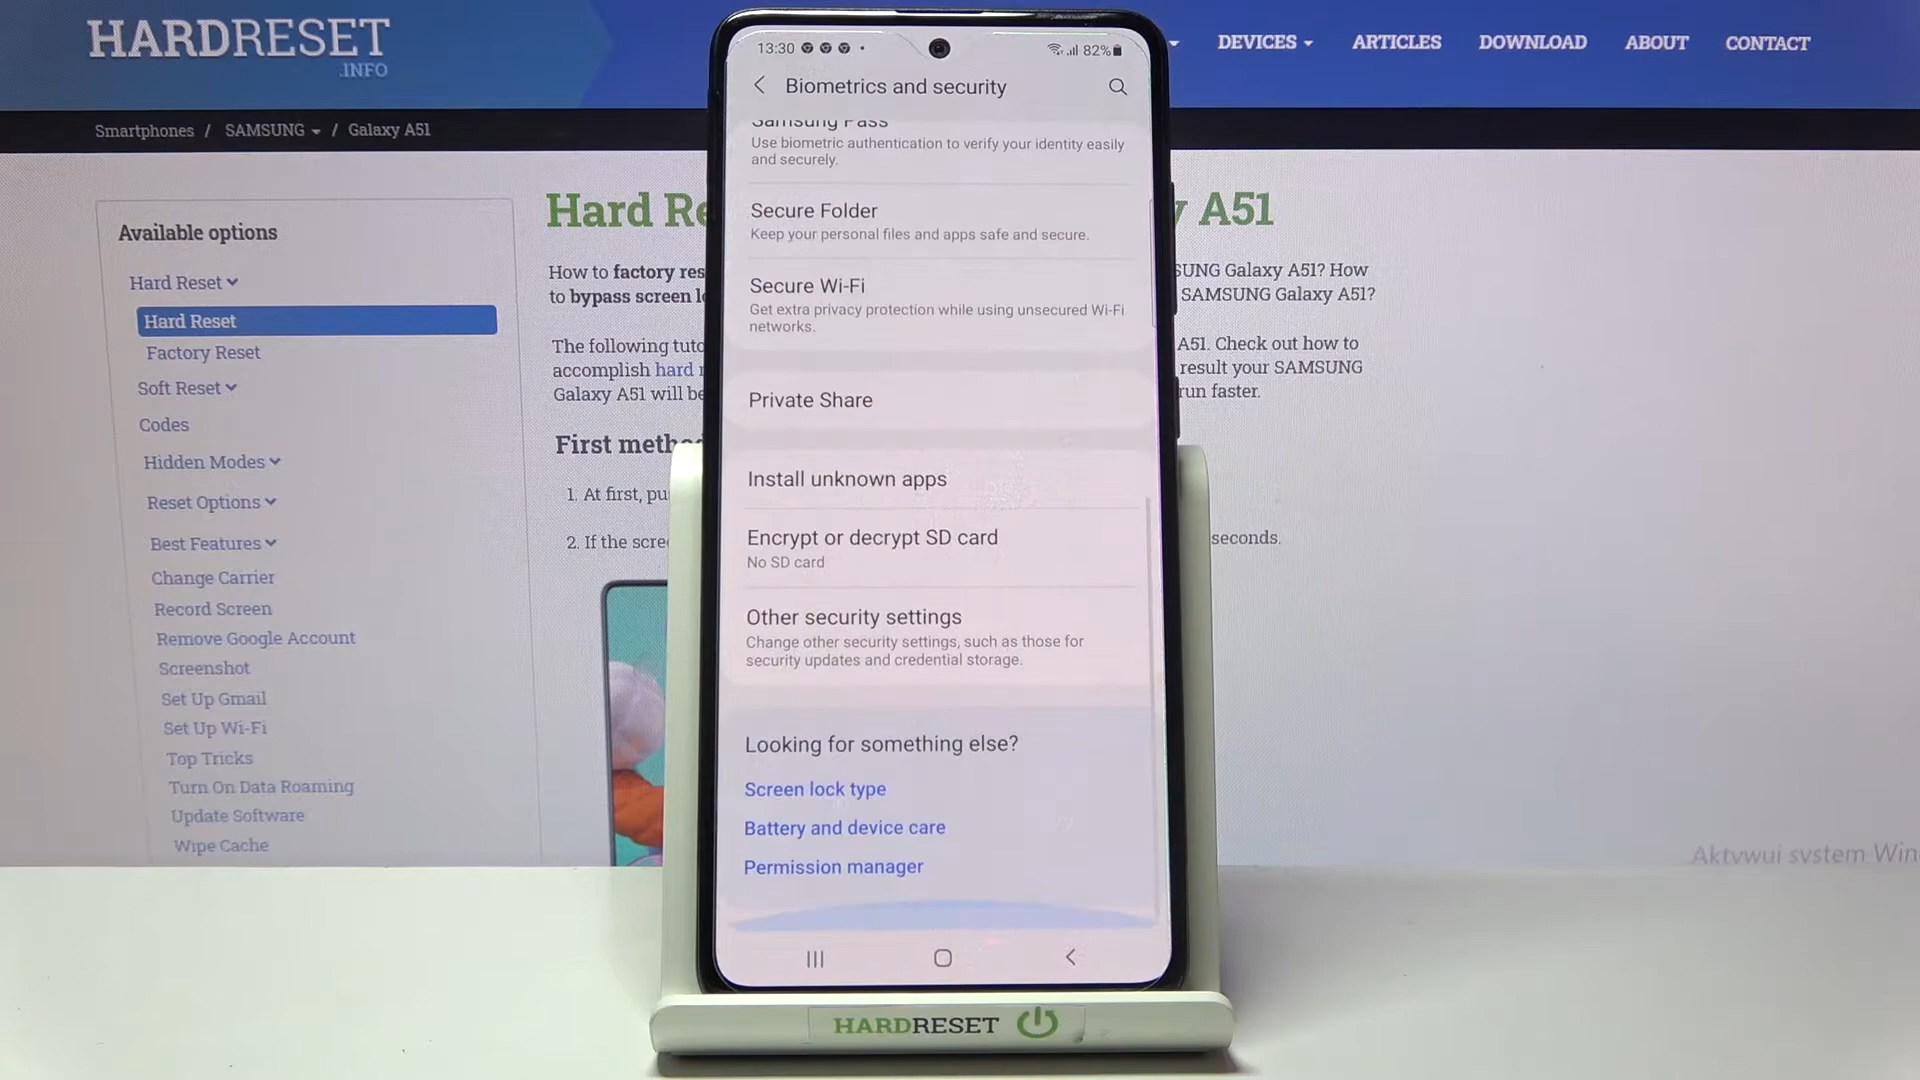 HARDRESET
.INFO
DEVICES
ARTICLES
DOWNLOAD
ABOUT
CONTACT
Smartphones / SAMSUNG / Galaxy A51
Available options
Hard Reset
Hard Reset
Factory Reset
Soft Reset
Codes
Hidden Modes
Reset Options
Best Features
Change Carrier
Record Screen
Remove Google Account
Screenshot
Set Up Gmail
Set Up Wi-Fi
Top Tricks
Turn On Data Roaming
Update Software
Wipe Cache
Hard Re
A51
How to factory res
to bypass screen l
SUNG Galaxy A51? How
SAMSUNG Galaxy A51?
The following tuto
accomplish hard r
Galaxy A51 will be
A51. Check out how to
result your SAMSUNG
run faster.
First metho
1. At first, pu
2. If the scree
seconds.
13:30
82%
Biometrics and security
Samsung Pass
Use biometric authentication to verify your identity easily
and securely.
Secure Folder
Keep your personal files and apps safe and secure.
Secure Wi-Fi
Get extra privacy protection while using unsecured Wi-Fi
networks.
Private Share
Install unknown apps
Encrypt or decrypt SD card
No SD card
Other security settings
Change other security settings, such as those for
security updates and credential storage.
Looking for something else?
Screen lock type
Battery and device care
Permission manager
Aktywuj system Win
HARDRESET